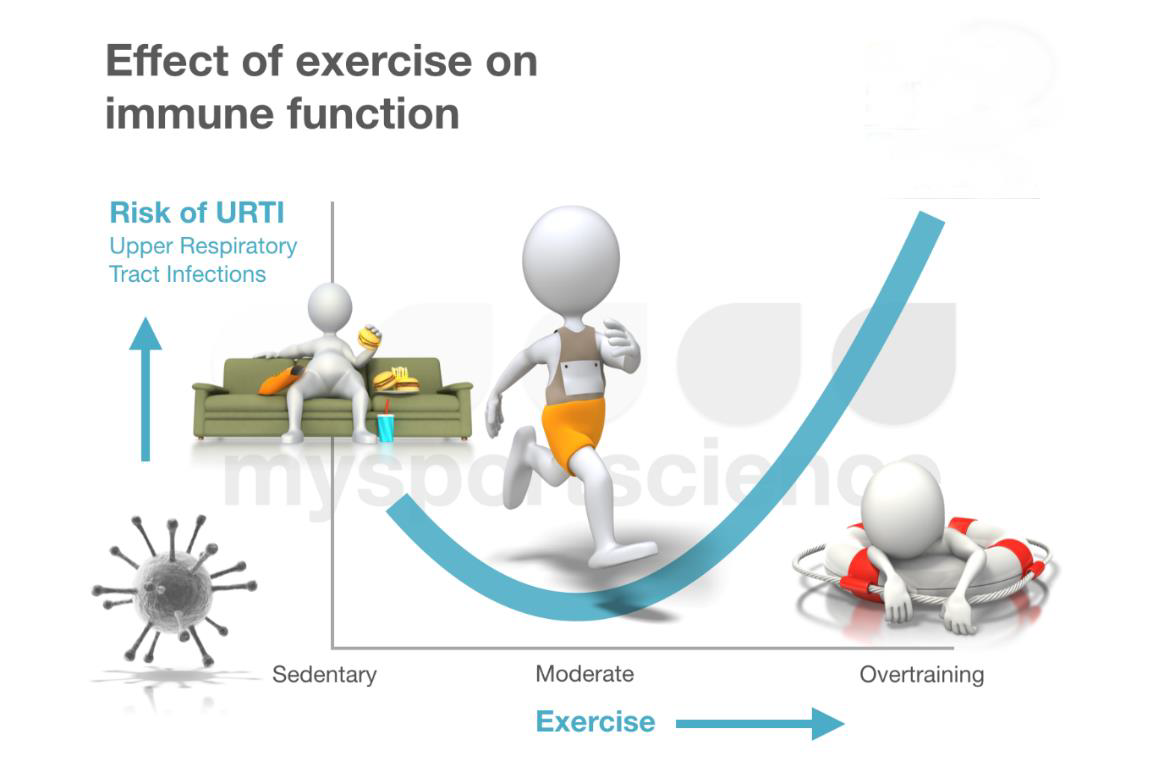 Effect of exercise on
immune function
Risk of URTI
Upper Respiratory
Tract Infections
mysportscience
Sedentary
Moderate
Overtraining
Exercise